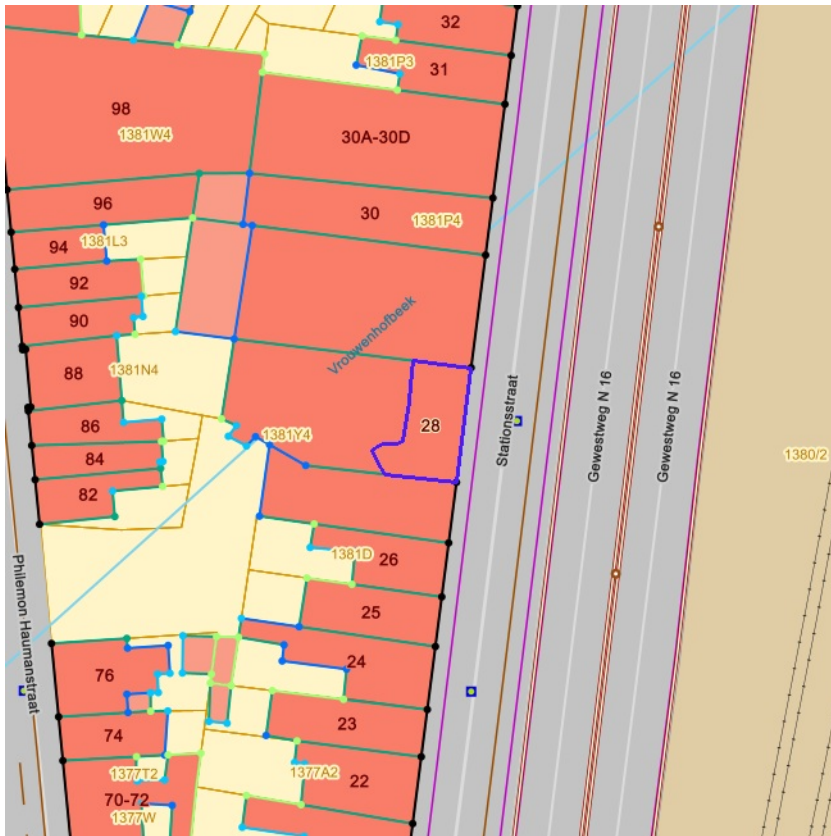 32
1381P3
31
98
1381W4
30A-30D
96
30
1381P4
1381L3
94
92
90
Vrouwenhofbeek
88
1381N4
86
1381Y4
28
Stationsstraat
Gewestweg N 16
Gewestweg N 16
84
1380/2
82
1381D
26
25
Philemon Haumanstraat
76
24
74
23
1377T2
1377A2
22
70-72
1377W